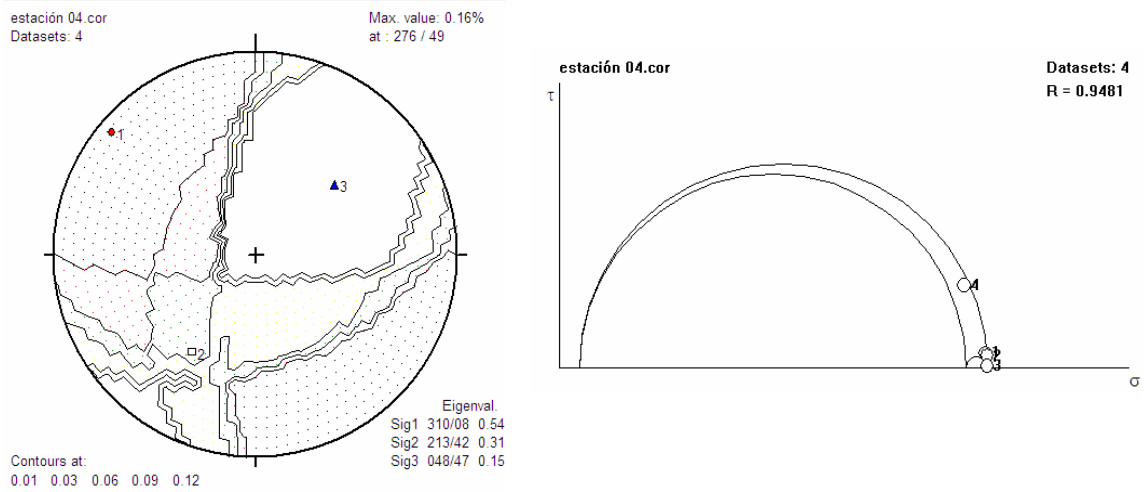 estación 04.cor
Datasets: 4
Max. value: 0.16%
at : 276 / 49
1
3
2
Eigenval.
Sig1 310/08 0.54
Sig2 213/42 0.31
Sig3 048/47 0.15
Contours at:
0.01 0.03 0.06 0.09 0.12
estación 04.cor
Datasets: 4
R = 0.9481
τ
4
1
2
3
σ